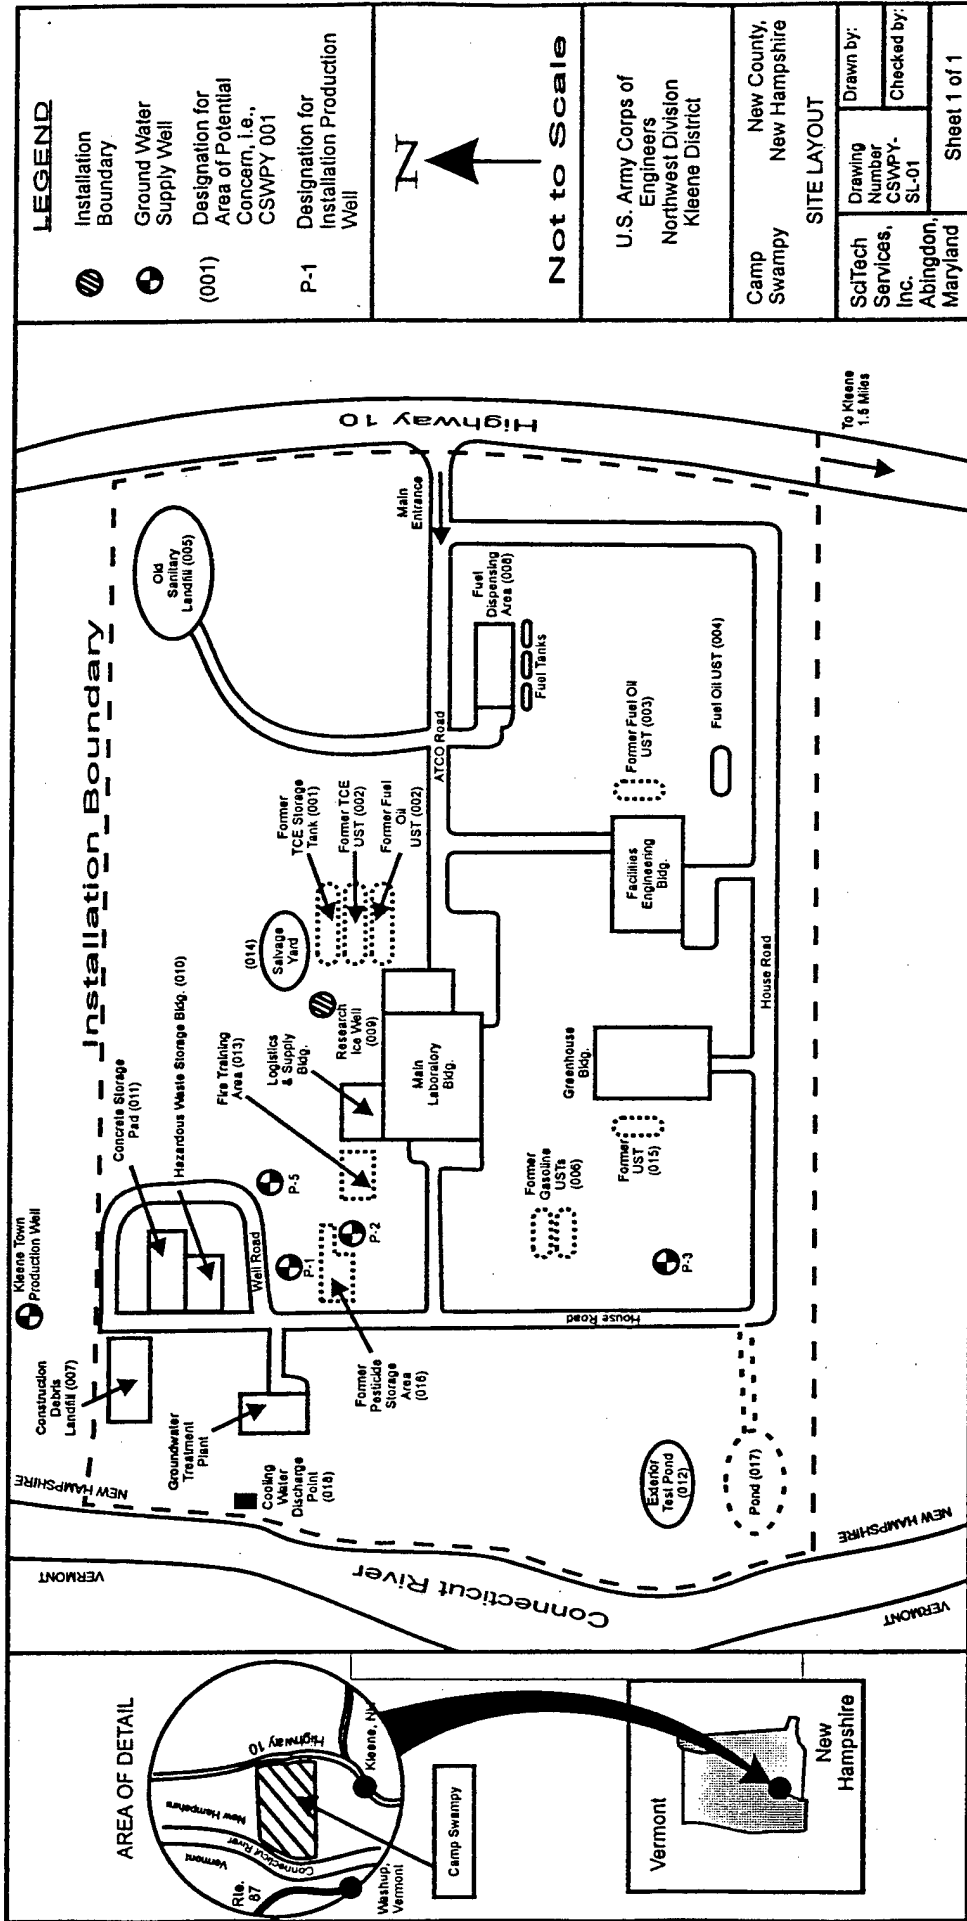 AREA OF DETAIL
Rte.
87
Vermont
Connecticut River
New Hampshire
Highway 10
Washup,
Vermont
Kleene, NH
Camp Swampy
Vermont
New
Hampshire
VERMONT
NEW HAMPSHIRE
Connecticut River
VERMONT
NEW HAMPSHIRE
Installation Boundary
Kleene Town
Production Well
Construction
Debris
Landfill (007)
Groundwater
Treatment
Plant
Cooling
Water
Discharge
Point
(018)
Concrete Storage
Pad (011)
Hazardous Waste Storage Bldg. (010)
Well Road
P-5
P-1
P-2
Former
Pesticide
Storage
Area
(016)
Fire Training
Area (013)
Logistics
& Supply
Bldg.
Research
Ice Well
(009)
(014)
Salvage
Yard
Former
TCE Storage
Tank (001)
Former TCE
UST (002)
Former Fuel
Oil
UST (002)
Main
Laboratory
Bldg.
Old
Sanitary
Landfill (005)
ATCO Road
Main
Entrance
Highway 10
Fuel
Dispensing
Area (008)
Fuel Tanks
Former Fuel Oil
UST (003)
Fuel Oil UST (004)
Facilities
Engineering
Bldg.
Greenhouse
Bldg.
Former
Gasoline
USTs
(006)
Former
UST
(015)
P-3
House Road
House Road
Exterior
Test Pond
(012)
Pond (017)
To Kleene
1.5 Miles
LEGEND
Installation
Boundary
Ground Water
Supply Well
(001)
Designation for
Area of Potential
Concern, i.e.,
CSWPY 001
P-1
Designation for
Installation Production
Well
N
Not to Scale
U.S. Army Corps of
Engineers
Northwest Division
Kleene District
Camp
Swampy
New County,
New Hampshire
SITE LAYOUT
SciTech
Services,
Inc.
Abingdon,
Maryland
Drawing
Number
CSWPY-
SL-01
Drawn by:
Checked by:
Sheet 1 of 1